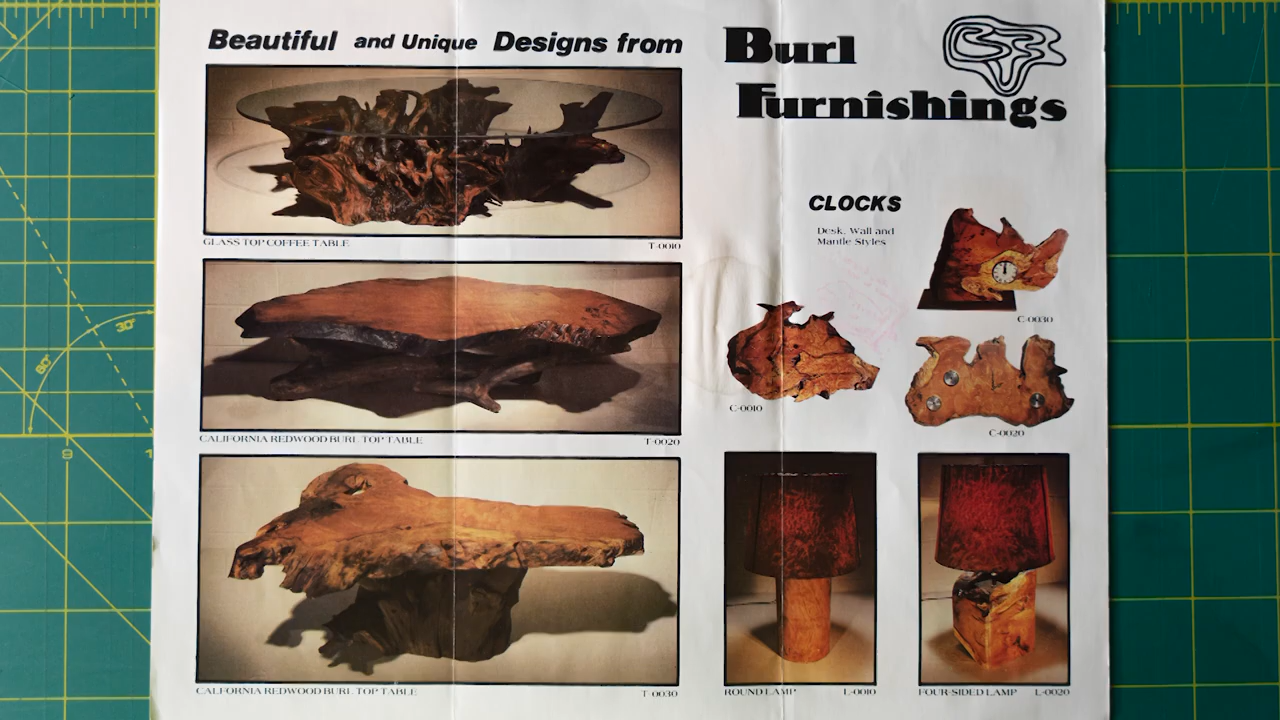 Beautiful and Unique Designs from
Burl
Furnishings
GLASS TOP COFFEE TABLE T-0010
CALIFORNIA REDWOOD BURL TOP TABLE T-0020
CALIFORNIA REDWOOD BURL TOP TABLE T-0030
CLOCKS
Desk, Wall and
Mantle Styles
C-0030
C-0010
C-0020
ROUND LAMP L-0010
FOUR-SIDED LAMP L-0020
30°
60°